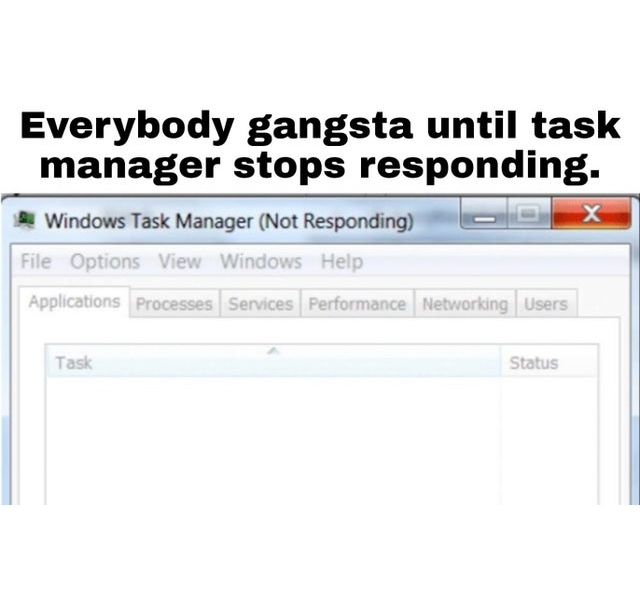 Everybody gangsta until task
manager stops responding.
Windows Task Manager (Not Responding)
File Options View Windows Help
Applications Processes Services Performance Networking Users
Task Status